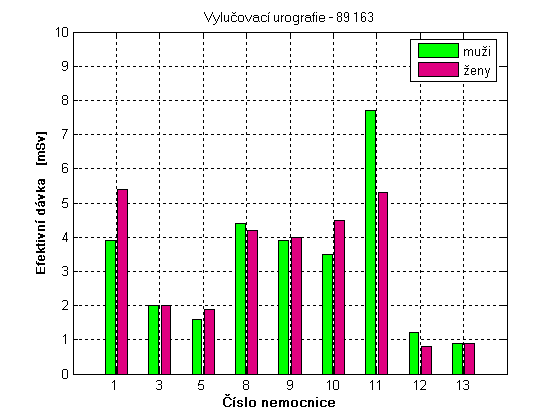 Vylučovací urografie - 89 163
muži
ženy
10
9
8
7
6
5
4
3
2
1
0
Efektivní dávka [mSv]
1 3 5 8 9 10 11 12 13
Číslo nemocnice